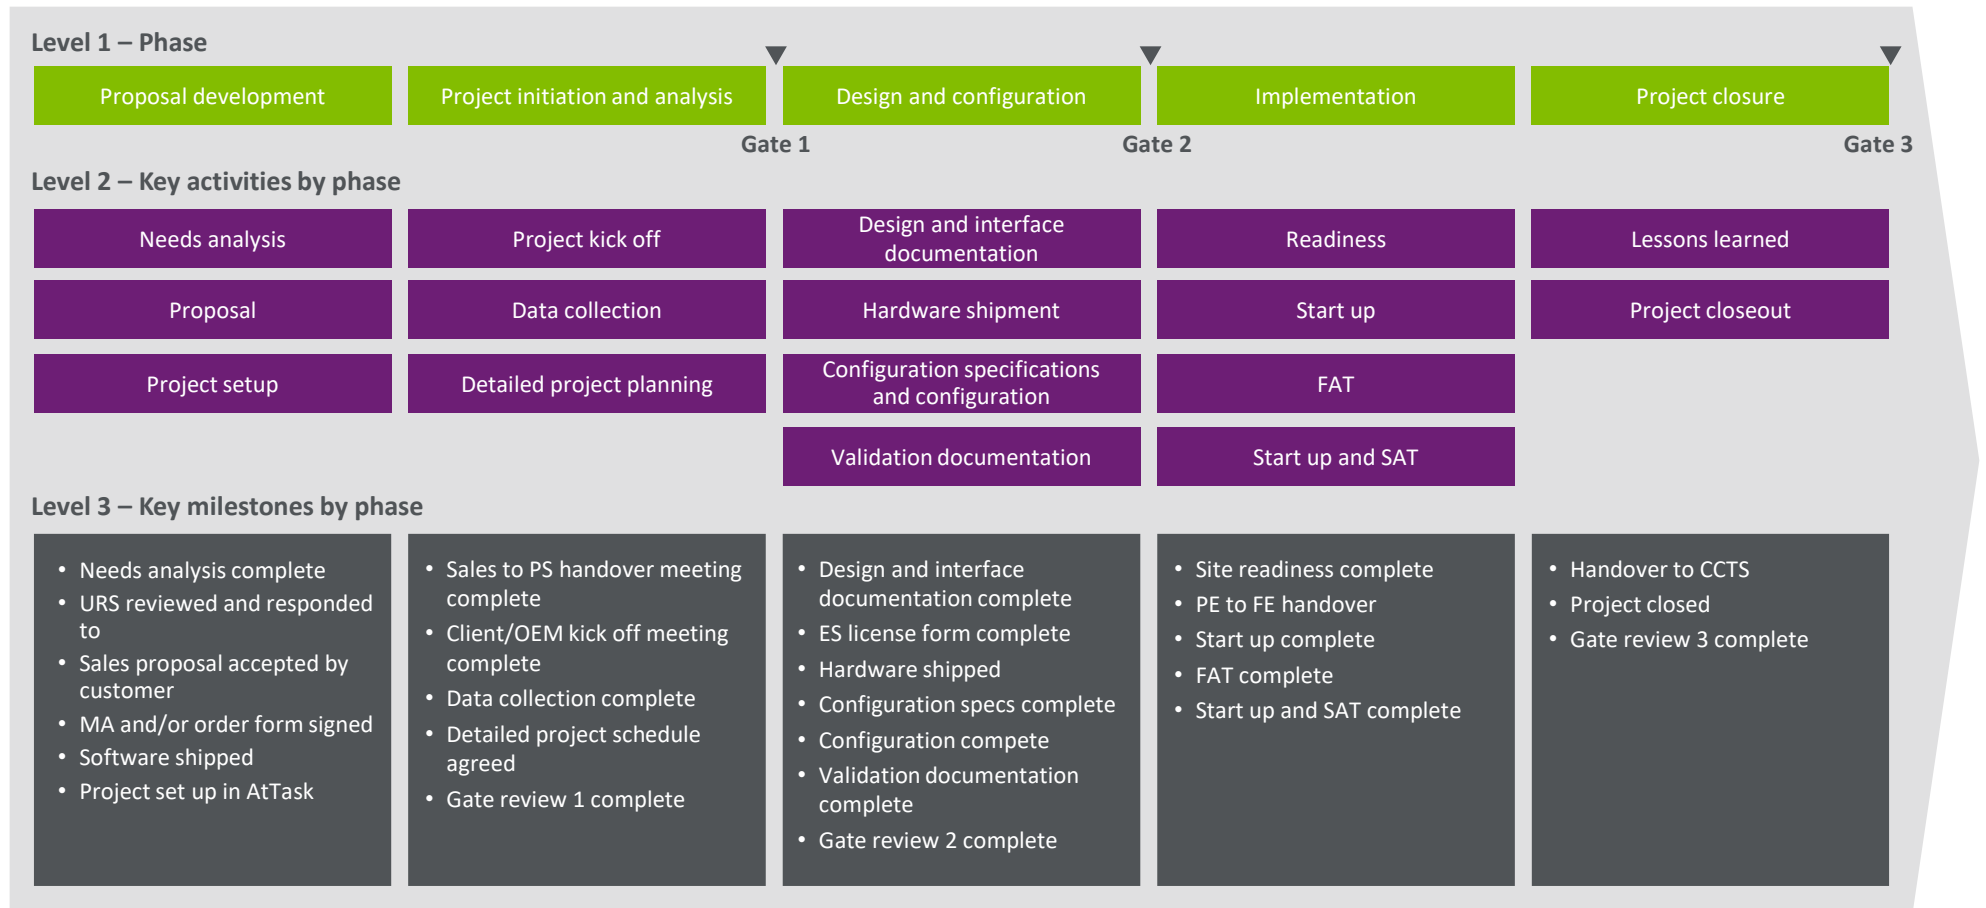 Level 1 – Phase
Proposal development
Project initiation and analysis
Design and configuration
Implementation
Project closure
Gate 1
Gate 2
Gate 3
Level 2 – Key activities by phase
Needs analysis
Project kick off
Design and interface
documentation
Readiness
Lessons learned
Proposal
Data collection
Hardware shipment
Start up
Project closeout
Project setup
Detailed project planning
Configuration specifications
and configuration
FAT
Validation documentation
Start up and SAT
Level 3 – Key milestones by phase
• Needs analysis complete
• URS reviewed and responded
to
• Sales proposal accepted by
customer
• MA and/or order form signed
• Software shipped
• Project set up in AtTask
• Sales to PS handover meeting
complete
• Client/OEM kick off meeting
complete
• Data collection complete
• Detailed project schedule
agreed
• Gate review 1 complete
• Design and interface
documentation complete
• ES license form complete
• Hardware shipped
• Configuration specs complete
• Configuration compete
• Validation documentation
complete
• Gate review 2 complete
• Site readiness complete
• PE to FE handover
• Start up complete
• FAT complete
• Start up and SAT complete
• Handover to CCTS
• Project closed
• Gate review 3 complete